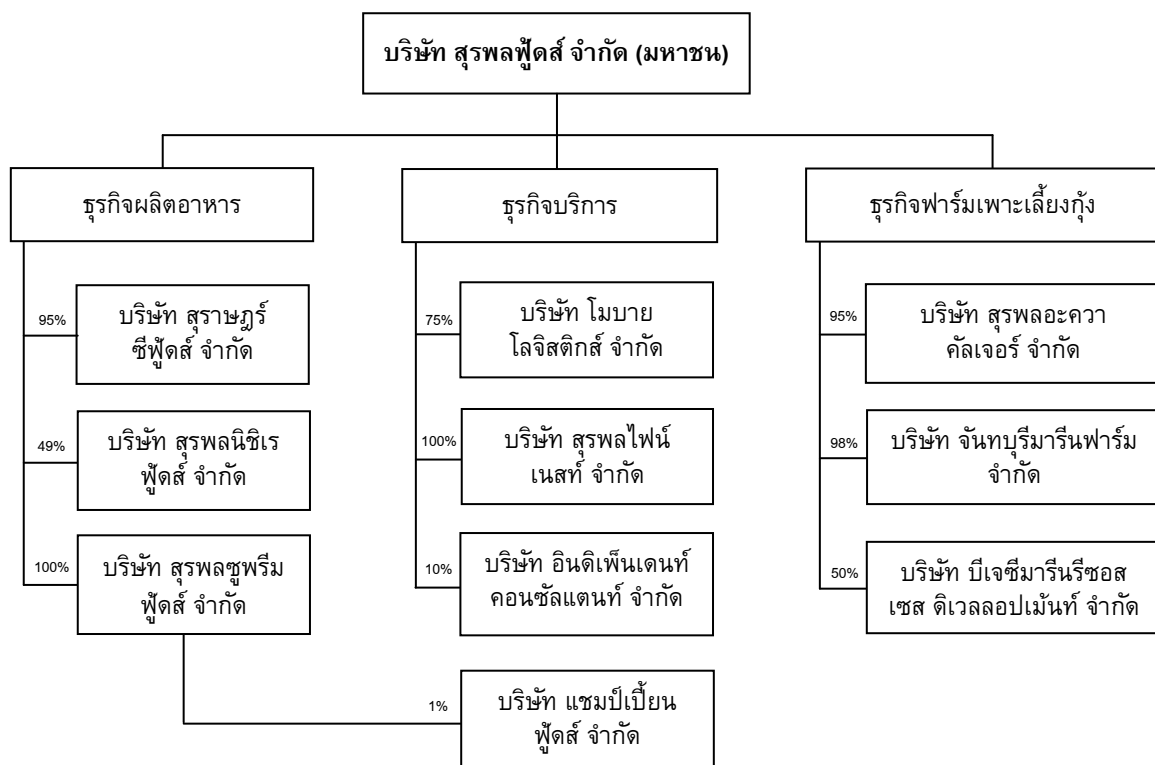 บริษัท สุรพลฟู้ดส์ จำกัด (มหาชน)
ธุรกิจผลิตอาหาร
95%
บริษัท สุราษฎร์
ซีฟู้ดส์ จำกัด
49%
บริษัท สุรพลนิชิเร
ฟู้ดส์ จำกัด
100%
บริษัท สุรพลซูพรีม
ฟู้ดส์ จำกัด
ธุรกิจบริการ
75%
บริษัท โมบาย
โลจิสติกส์ จำกัด
100%
บริษัท สุรพลไฟน์
เนสท์ จำกัด
10%
บริษัท อินดิเพ็นเดนท์
คอนซัลแตนท์ จำกัด
1%
บริษัท แชมป์เปี้ยน
ฟู้ดส์ จำกัด
ธุรกิจฟาร์มเพาะเลี้ยงกุ้ง
95%
บริษัท สุรพลอะควา
คัลเจอร์ จำกัด
98%
บริษัท จันทบุรีมารีนฟาร์ม
จำกัด
50%
บริษัท บีเจซีมารีนรีซอส
เซส ดิเวลลอปเม้นท์ จำกัด